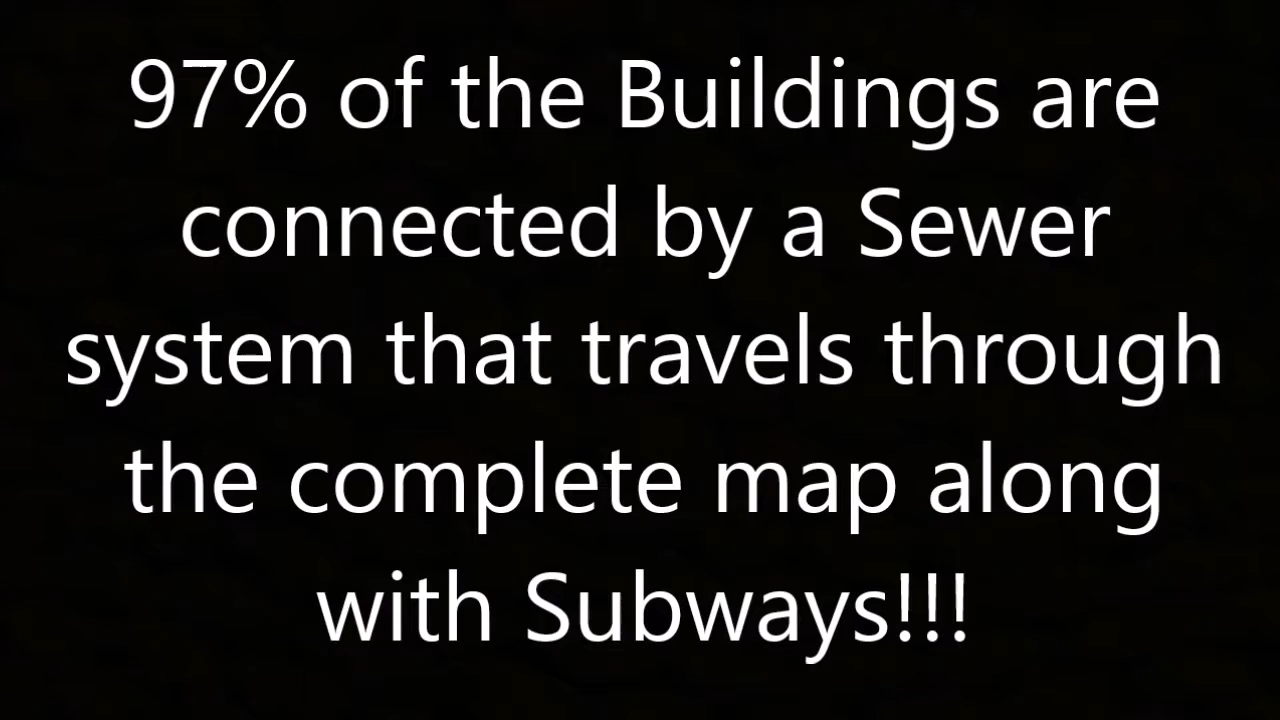 97% of the Buildings are
connected by a Sewer
system that travels through
the complete map along
with Subways!!!